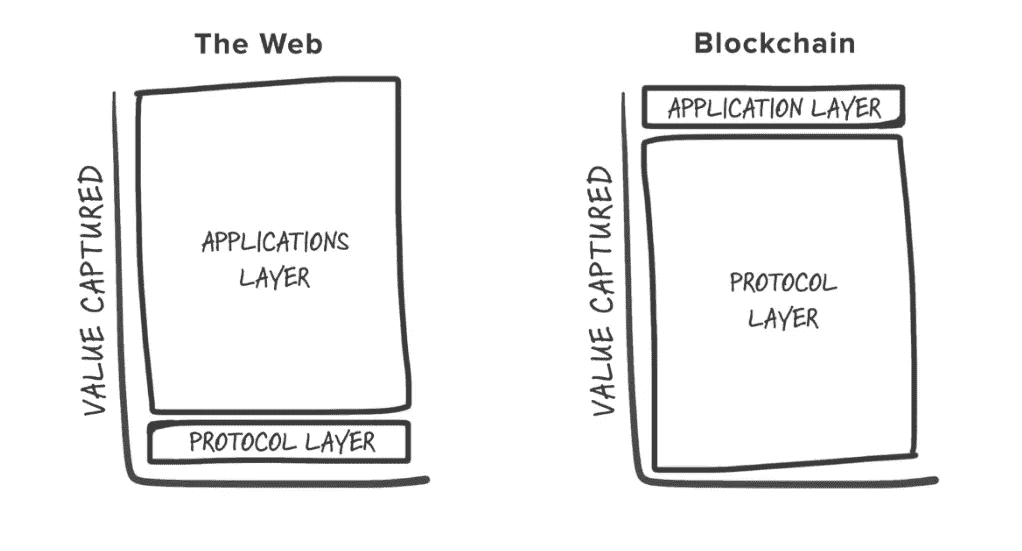 The Web
VALUE CAPTURED
APPLICATIONS
LAYER
PROTOCOL LAYER
Blockchain
VALUE CAPTURED
APPLICATION LAYER
PROTOCOL
LAYER